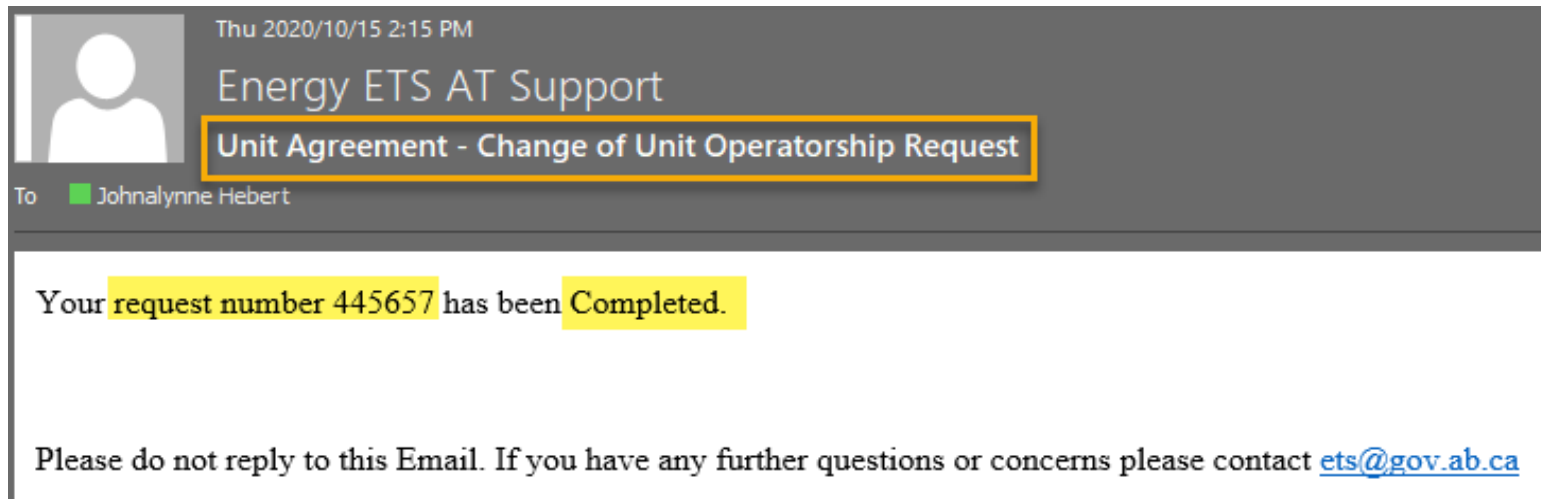 Thu 2020/10/15 2:15 PM
Energy ETS AT Support
Unit Agreement - Change of Unit Operatorship Request
To Johnalynne Hebert
Your request number 445657 has been Completed.
Please do not reply to this Email. If you have any further questions or concerns please contact ets@gov.ab.ca